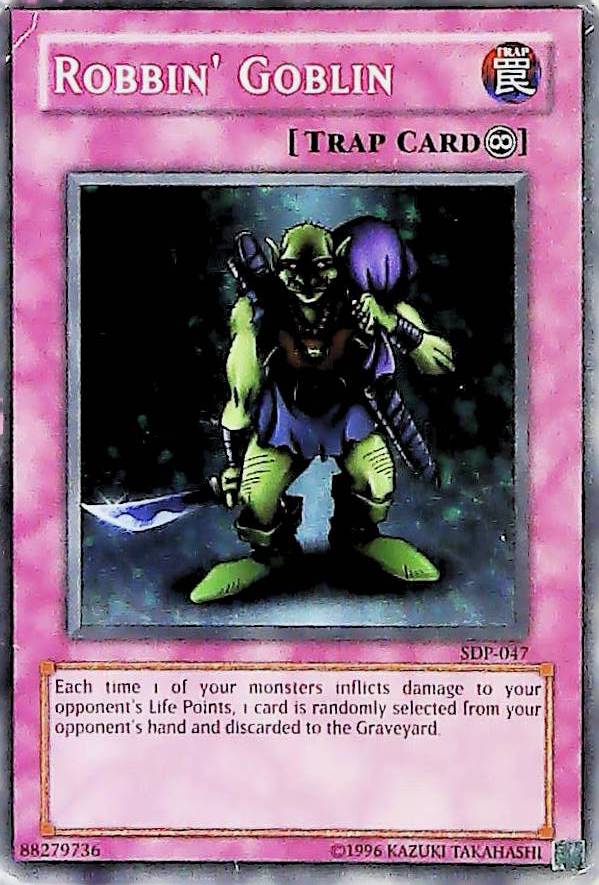 ROBBIN' GOBLIN
TRAP
罠
[TRAP CARD∞]
SDP-047
Each time 1 of your monsters inflicts damage to your
opponent's Life Points, 1 card is randomly selected from your
opponent's hand and discarded to the Graveyard.
88279736
©1996 KAZUKI TAKAHASHI